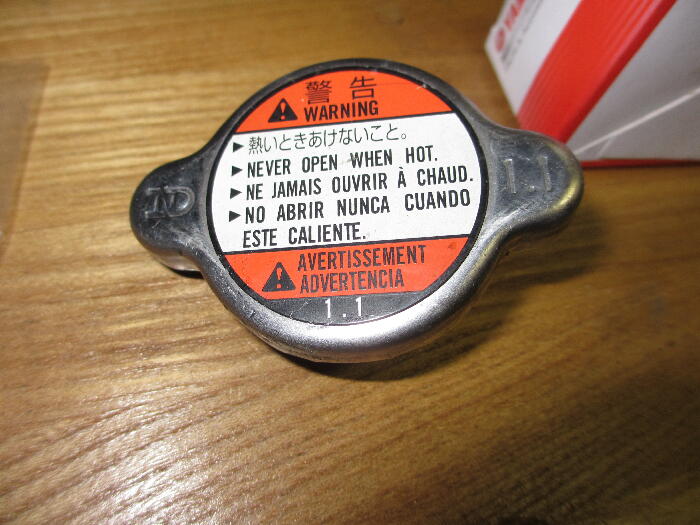 警告
WARNING
▶熱いときあけないこと。
▶NEVER OPEN WHEN HOT.
▶NE JAMAIS OUVRIR À CHAUD.
▶NO ABRIR NUNCA CUANDO
ESTE CALIENTE.
AVERTISSEMENT
ADVERTENCIA
1.1
ND
1.1